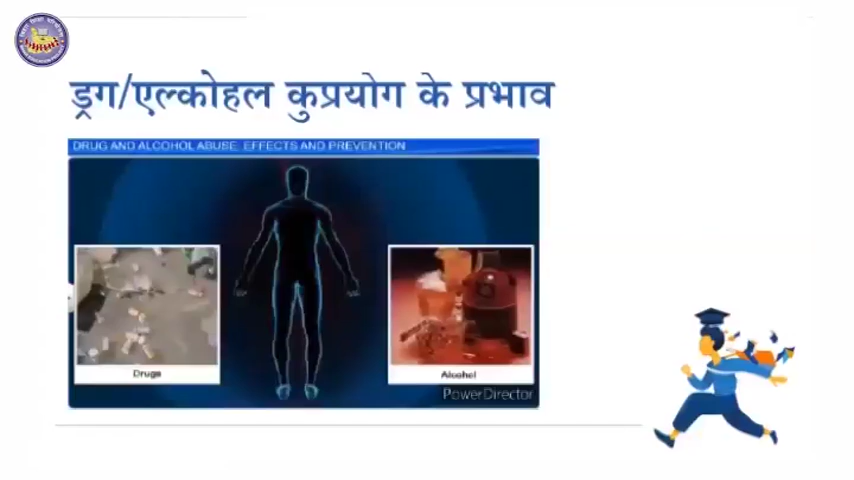 ड्रग/एल्कोहल कुप्रयोग के प्रभाव
DRUG AND ALCOHOL ABUSE EFFECTS AND PREVENTION
Drugs
Alcohol
PowerDirector